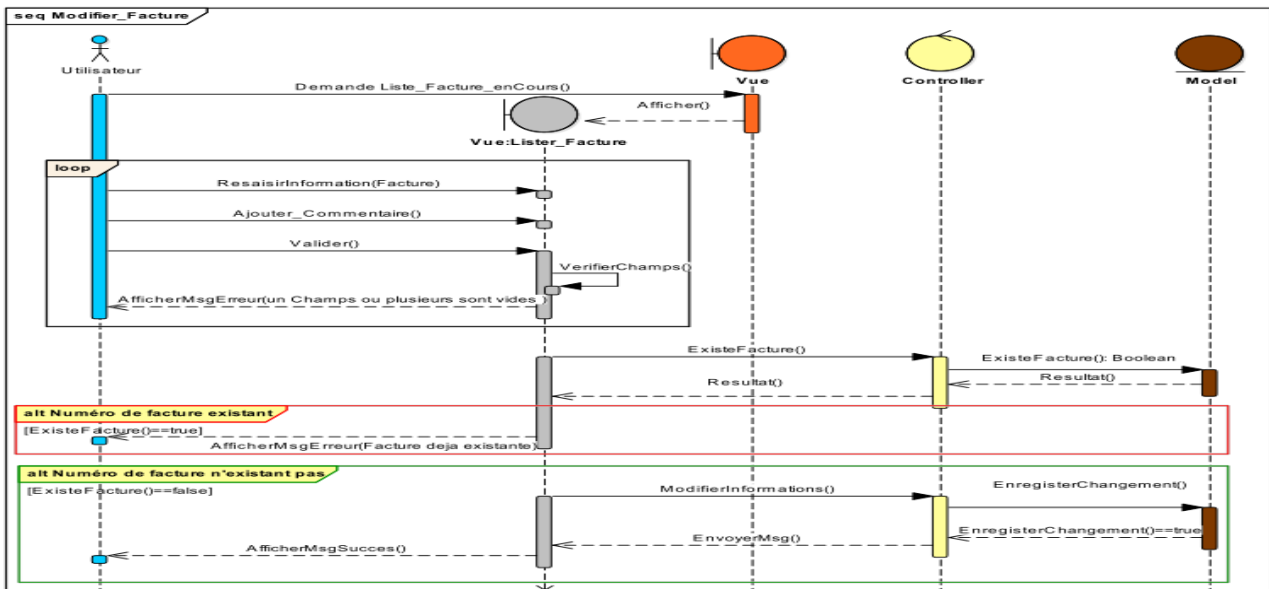 seq Modifier_Facture
Utilisateur
Vue
Controller
Model
Demande Liste_Facture_enCours()
Afficher()
Vue:Lister_Facture
loop
ResaisirInformation(Facture)
Ajouter_Commentaire()
Valider()
VerifierChamps()
AfficherMsgErreur(un Champs ou plusieurs sont vides )
ExisteFacture()
ExisteFacture(): Boolean
Resultat()
Resultat()
alt Numéro de facture existant
[ExisteFacture()==true]
AfficherMsgErreur(Facture deja existante)
alt Numéro de facture n'existant pas
[ExisteFacture()==false]
ModifierInformations()
EnregisterChangement()
EnregisterChangement()==true
EnvoyerMsg()
AfficherMsgSucces()